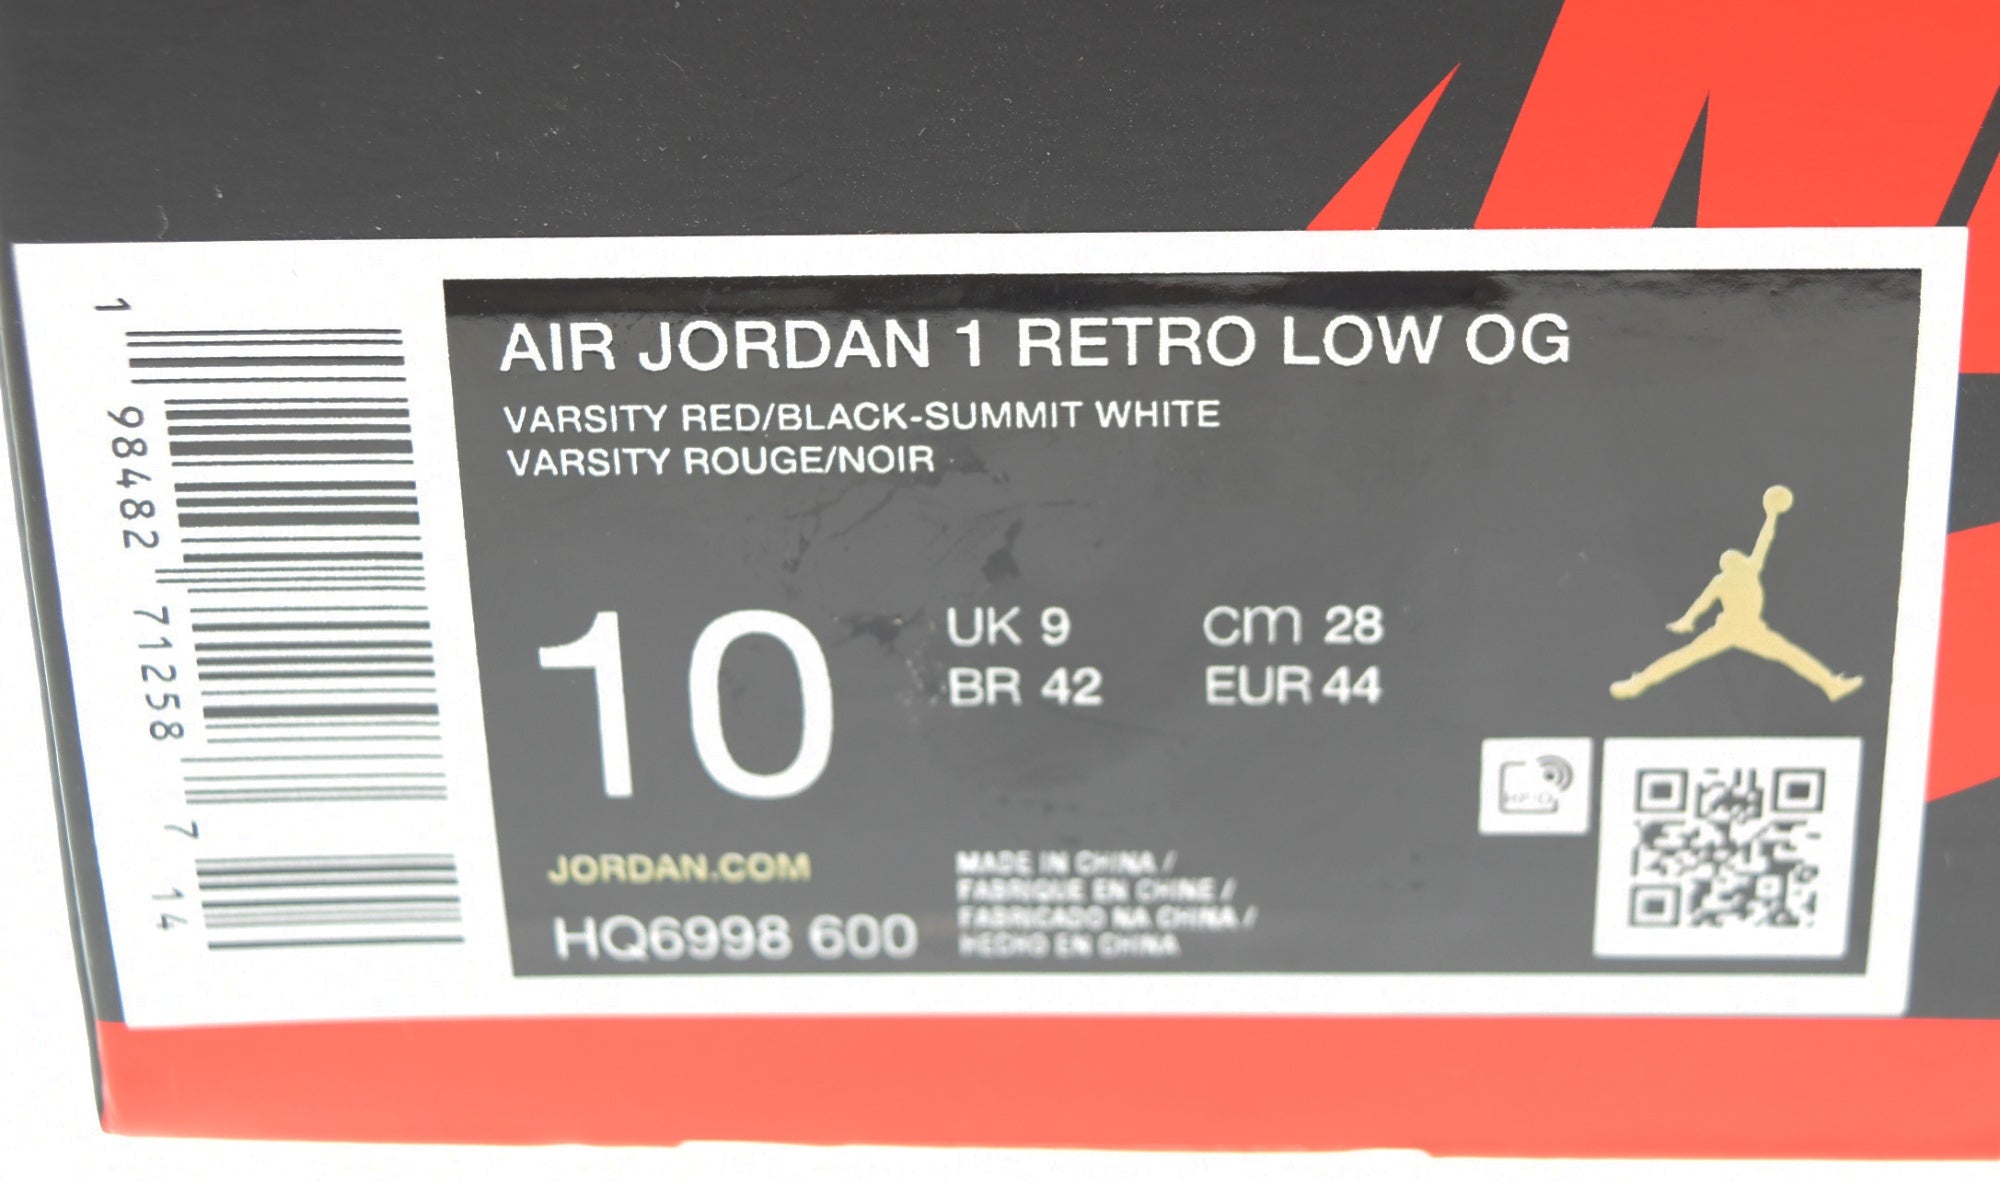 AIR JORDAN 1 RETRO LOW OG
VARSITY RED/BLACK-SUMMIT WHITE
VARSITY ROUGE/NOIR
10
UK 9
BR 42
cm 28
EUR 44
JORDAN.COM
HQ6998 600
MADE IN CHINA /
FABRIQUE EN CHINE /
FABRICADO NA CHINA /
HECHO EN CHINA
1 98482 71258 7 14